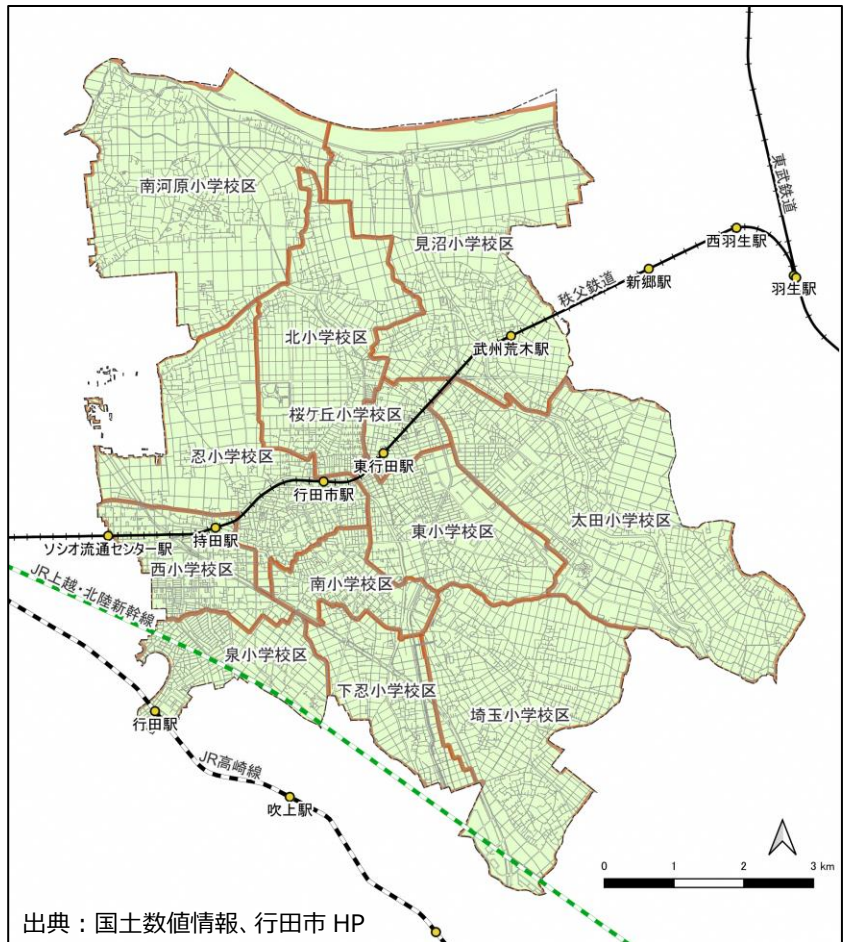 南河原小学校区
東武鉄道
見沼小学校区
西羽生駅
新郷駅
羽生駅
秩父鉄道
北小学校区
武州荒木駅
桜ケ丘小学校区
忍小学校区
東行田駅
行田市駅
太田小学校区
東小学校区
持田駅
ソシオ流通センター駅
西小学校区
南小学校区
JR上越・北陸新幹線
泉小学校区
下忍小学校区
埼玉小学校区
行田駅
JR高崎線
吹上駅
0 1 2 3 km
出典：国土数値情報、行田市 HP